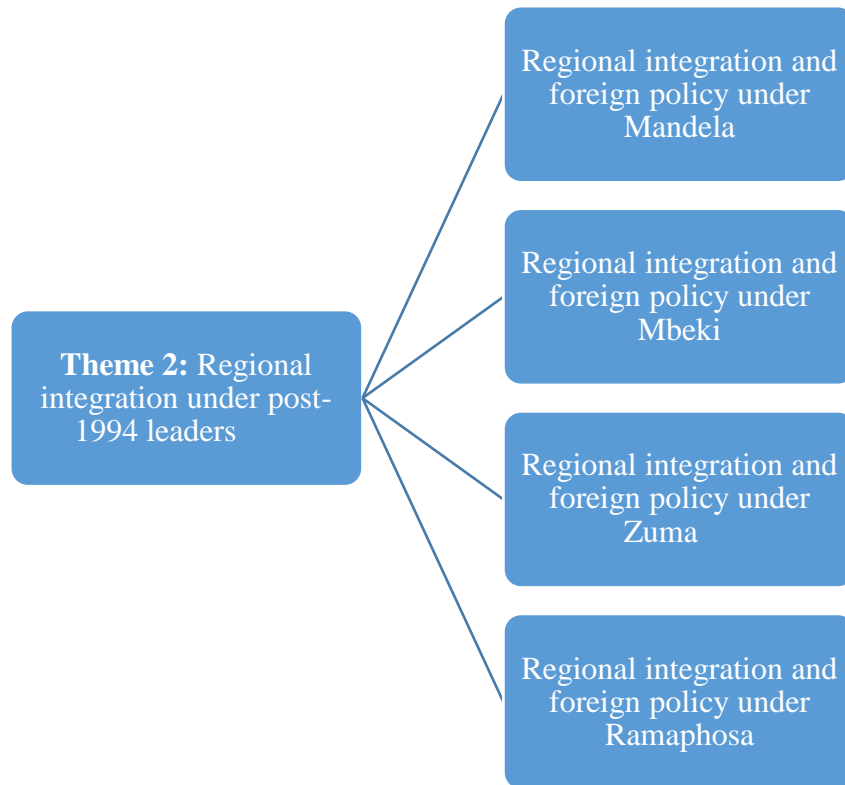 Theme 2: Regional
integration under post-
1994 leaders
Regional integration and
foreign policy under
Mandela
Regional integration and
foreign policy under
Mbeki
Regional integration and
foreign policy under
Zuma
Regional integration and
foreign policy under
Ramaphosa